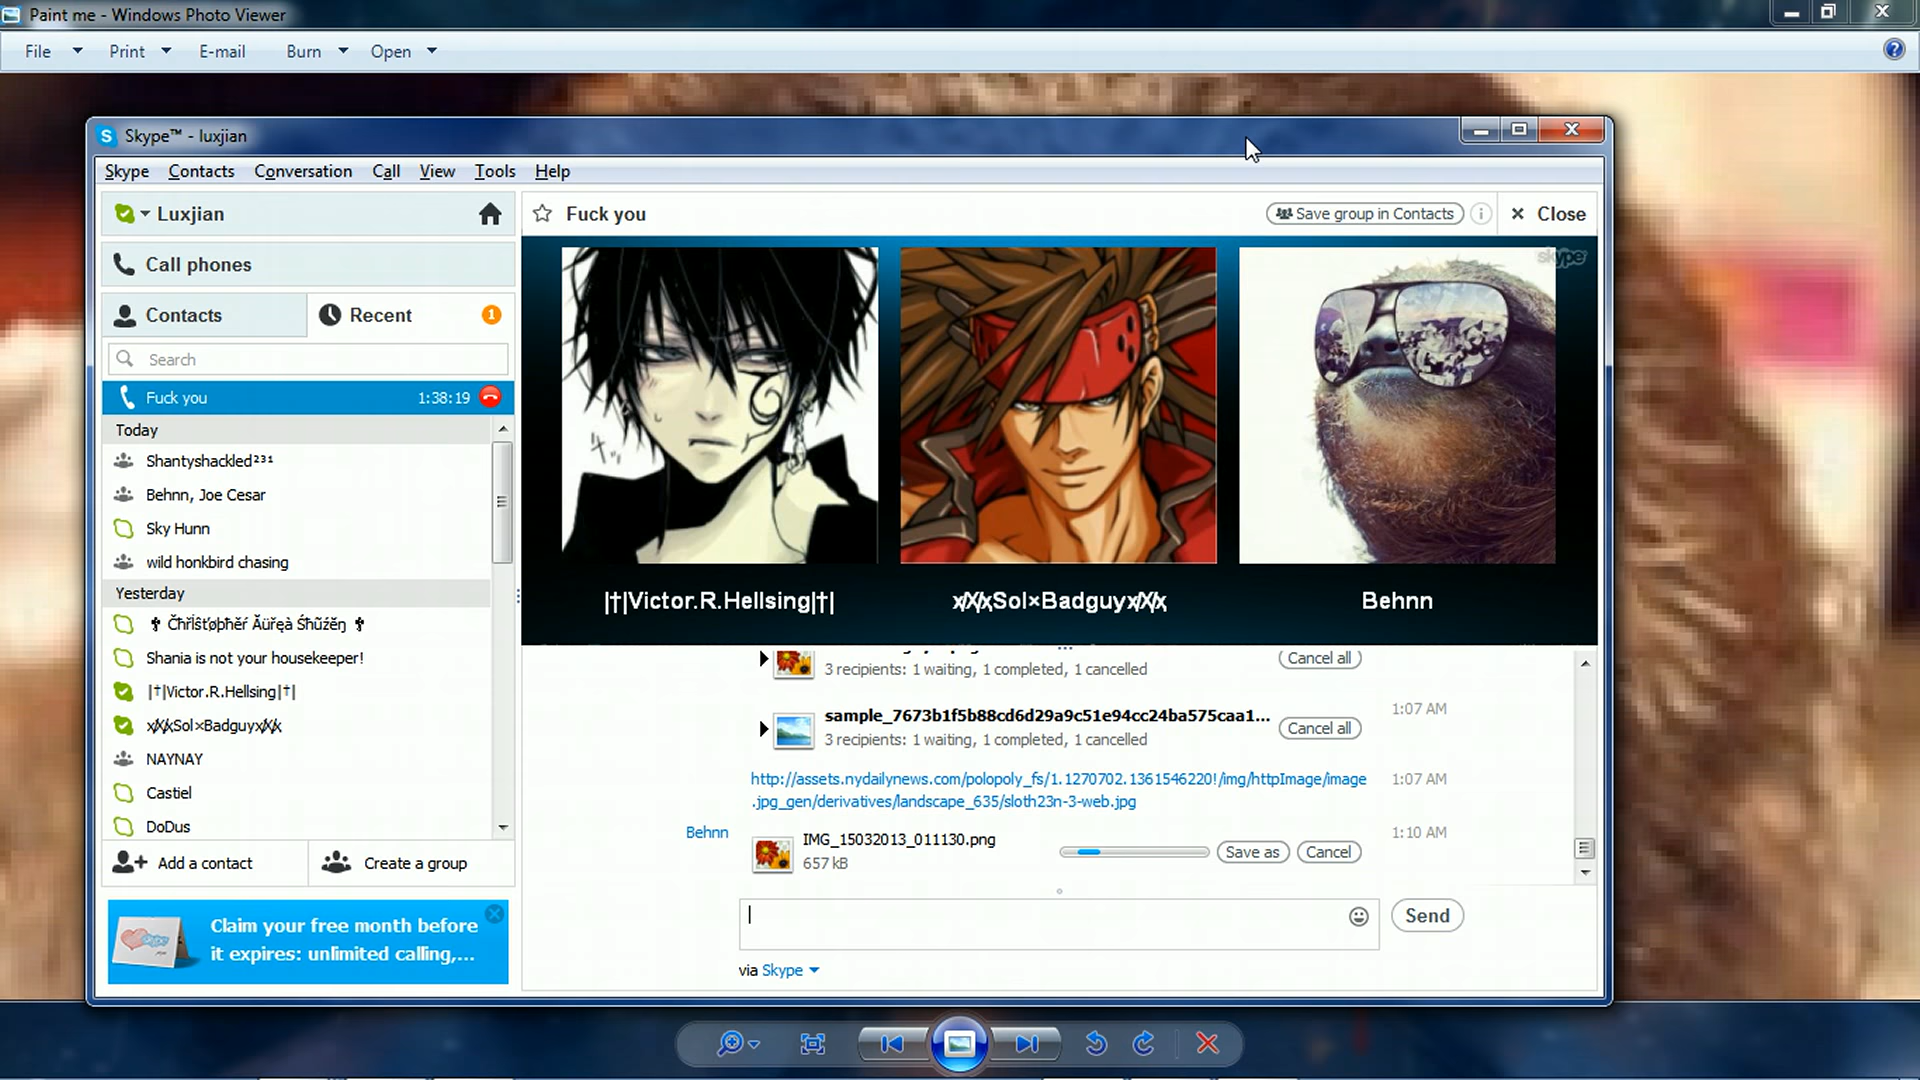 Paint me - Windows Photo Viewer
File Print E-mail Burn Open
Skype™ - luxjian
Skype Contacts Conversation Call View Tools Help
Luxjian
Call phones
Contacts Recent 1
Search
Fuck you 1:38:19
Today
Shantyshackled²³¹
Behnn, Joe Cesar
Sky Hunn
wild honkbird chasing
Yesterday
Shania is not your housekeeper!
|†|Victor.R.Hellsing|†|
x̷X̷x̷Sol×Badguyx̷X̷x
NAYNAY
Castiel
DoDus
Add a contact Create a group
Claim your free month before
it expires: unlimited calling,...
Fuck you Save group in Contacts Close
skype
|†|Victor.R.Hellsing|†| x̷X̷x̷Sol×Badguyx̷X̷x Behnn
3 recipients: 1 waiting, 1 completed, 1 cancelled Cancel all
sample_7673b1f5b88cd6d29a9c51e94cc24ba575caa1... 1:07 AM
3 recipients: 1 waiting, 1 completed, 1 cancelled Cancel all
http://assets.nydailynews.com/polopoly_fs/1.1270702.1361546220!/img/httpImage/image 1:07 AM
.jpg_gen/derivatives/landscape_635/sloth23n-3-web.jpg
Behnn IMG_15032013_011130.png 1:10 AM
657 kB Save as Cancel
Send
via Skype